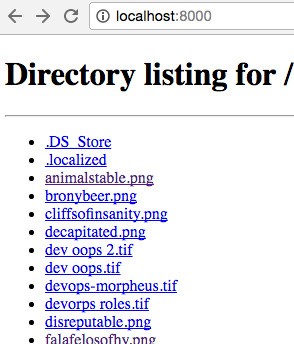 localhost:8000
Directory listing for /
.DS_Store
.localized
animalstable.png
bronybeer.png
cliffsofinsanity.png
decapitated.png
dev oops 2.tif
dev oops.tif
devops-morpheus.tif
devorps roles.tif
disreputable.png
falafelosofhy.png